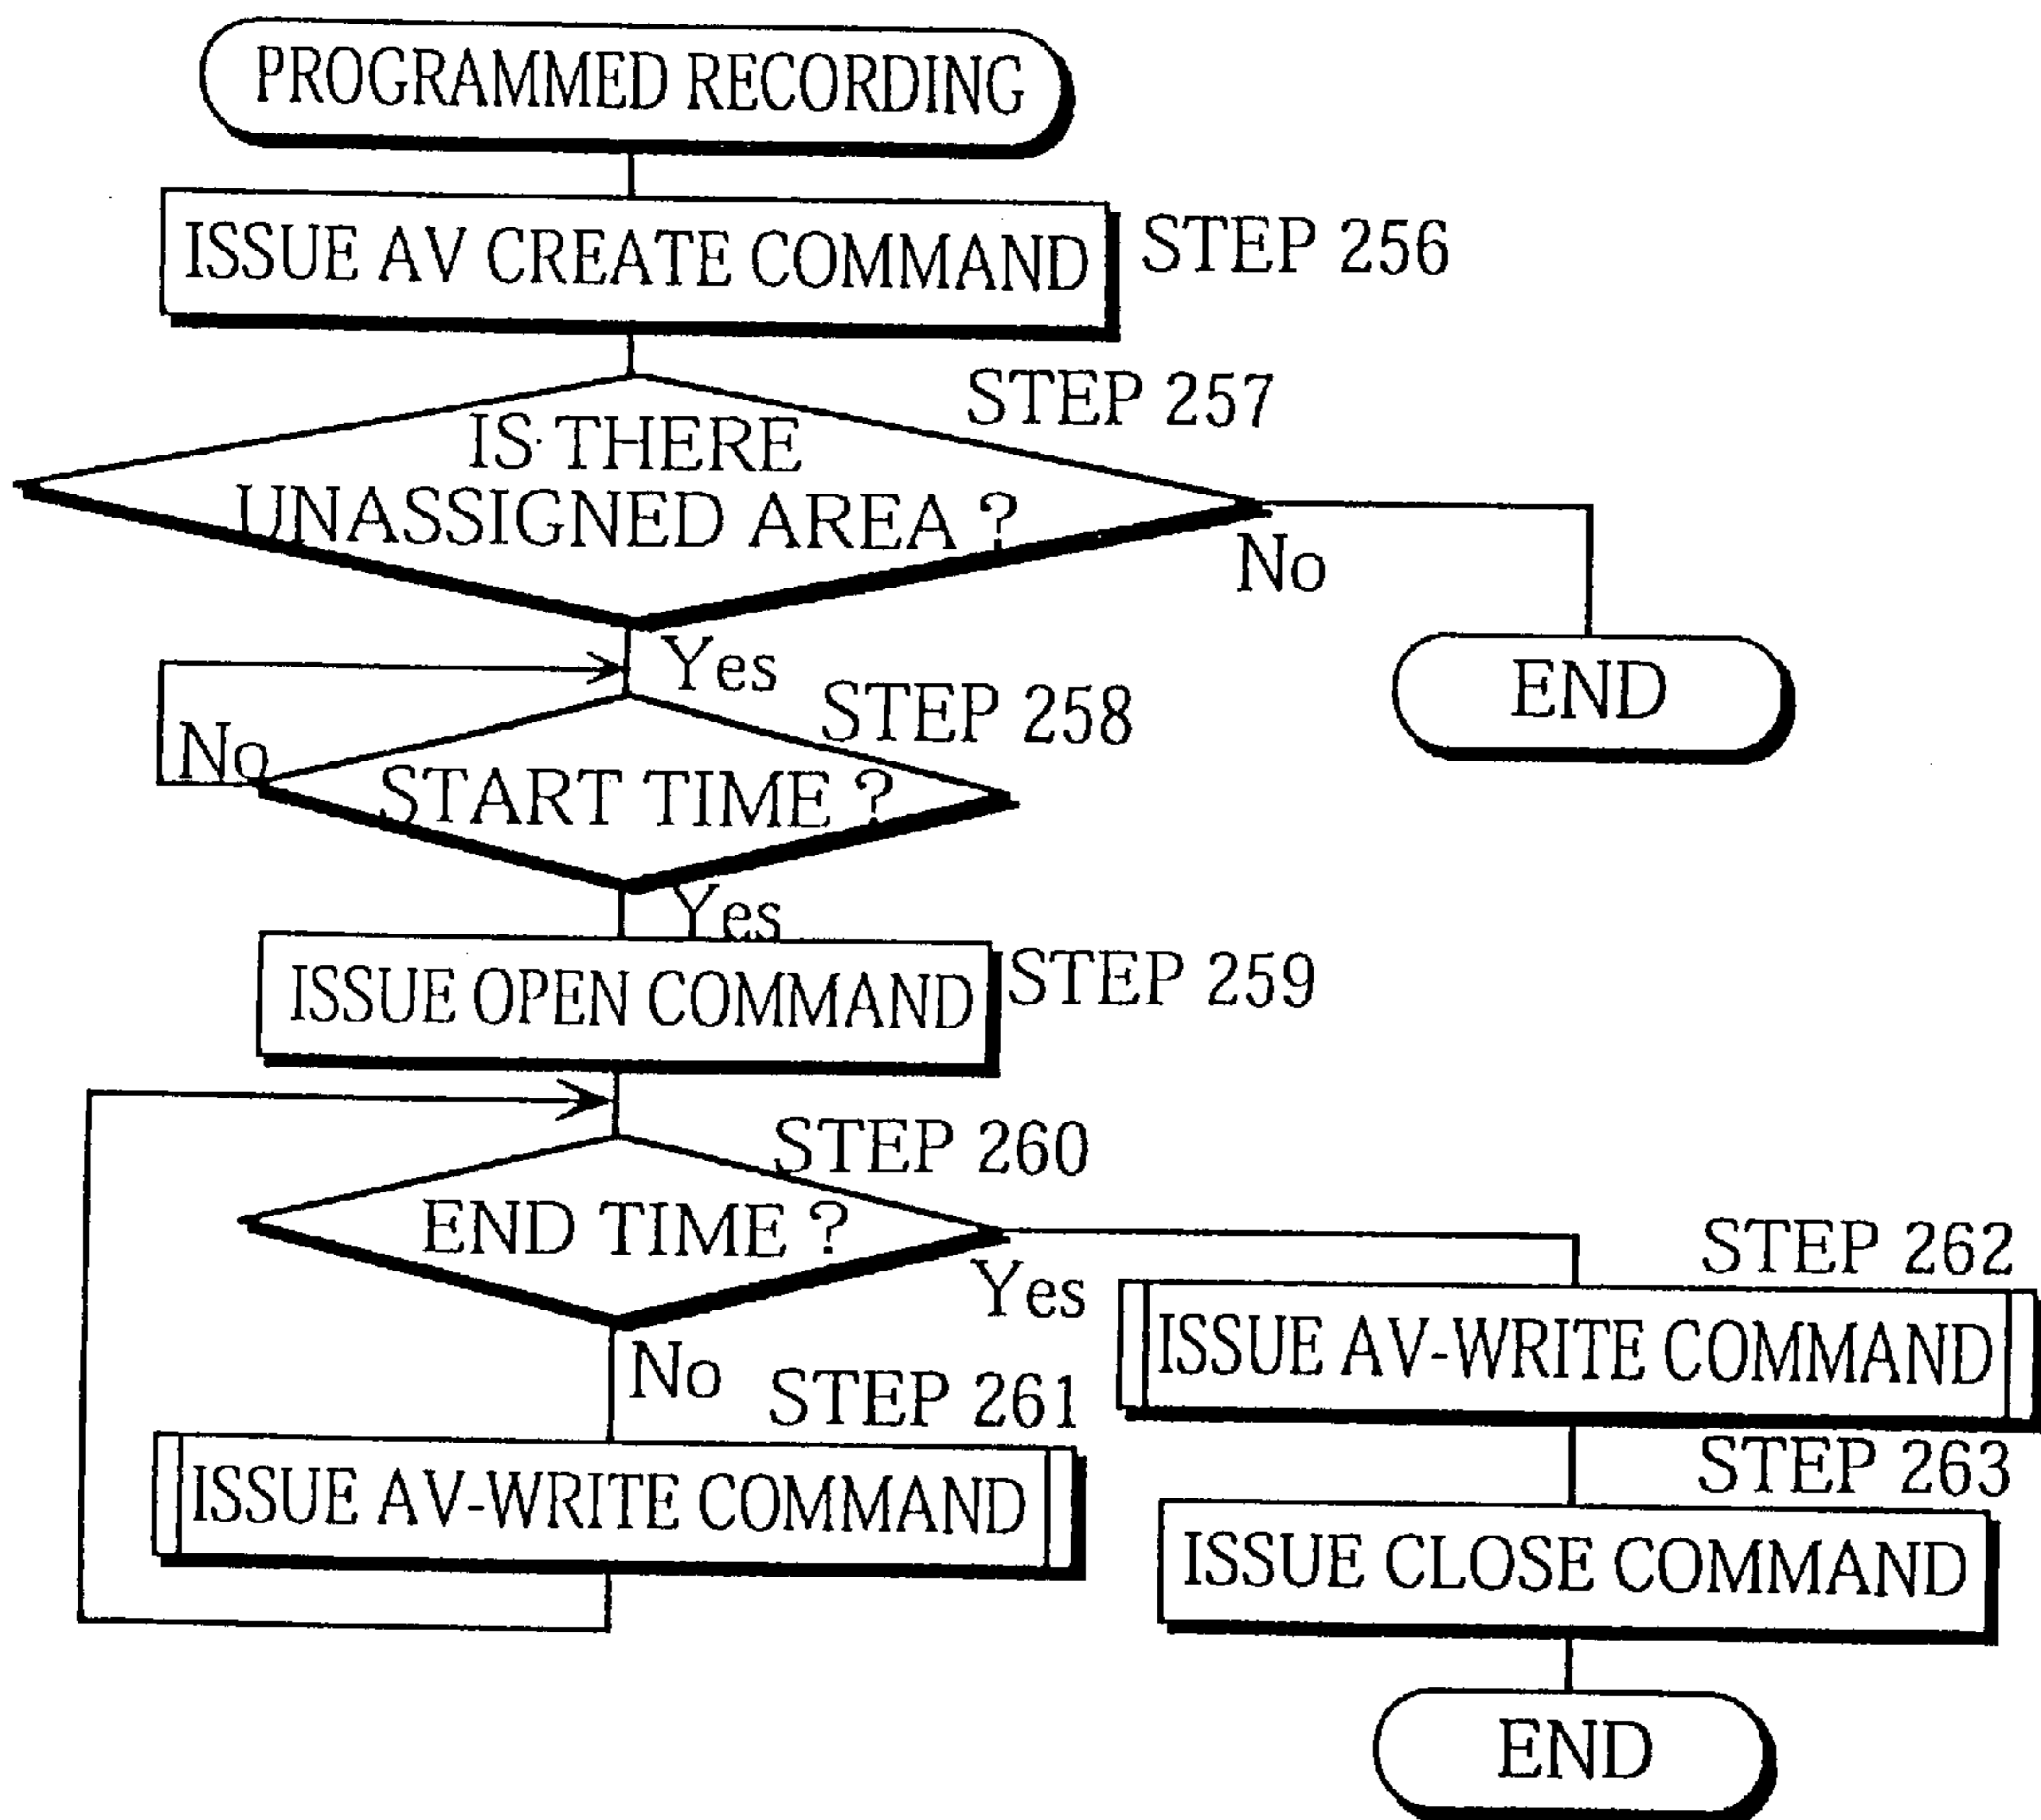 PROGRAMMED RECORDING
ISSUE AV CREATE COMMAND
STEP 256
STEP 257
IS THERE
UNASSIGNED AREA ?
No
Yes
END
STEP 258
No
START TIME ?
Yes
ISSUE OPEN COMMAND
STEP 259
STEP 260
END TIME ?
Yes
No
STEP 261
ISSUE AV-WRITE COMMAND
STEP 262
ISSUE AV-WRITE COMMAND
STEP 263
ISSUE CLOSE COMMAND
END